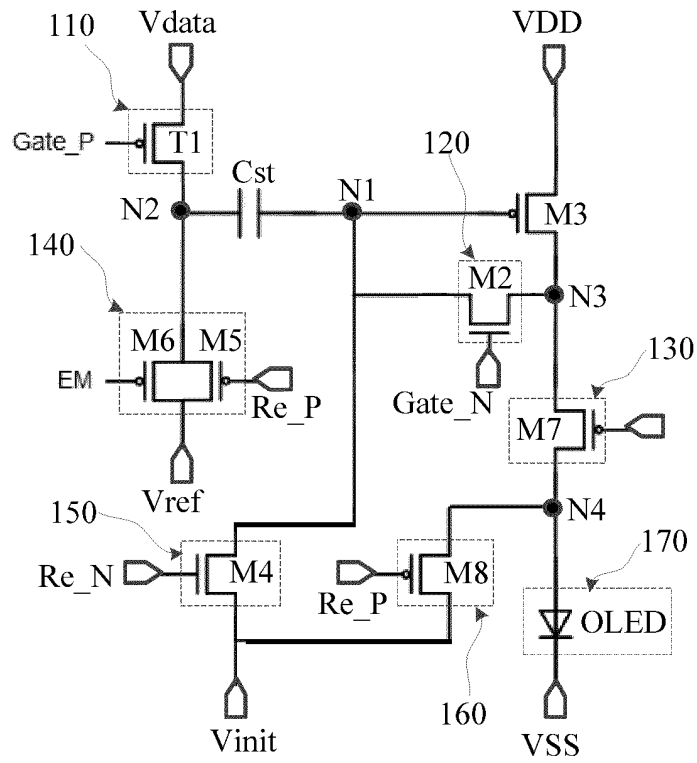 110
Vdata
VDD
Gate_P
T1
Cst
120
N2
N1
M3
M2
N3
140
M6
M5
130
EM
Re_P
Gate_N
M7
Vref
N4
150
170
Re_N
M4
Re_P
M8
OLED
160
Vinit
VSS